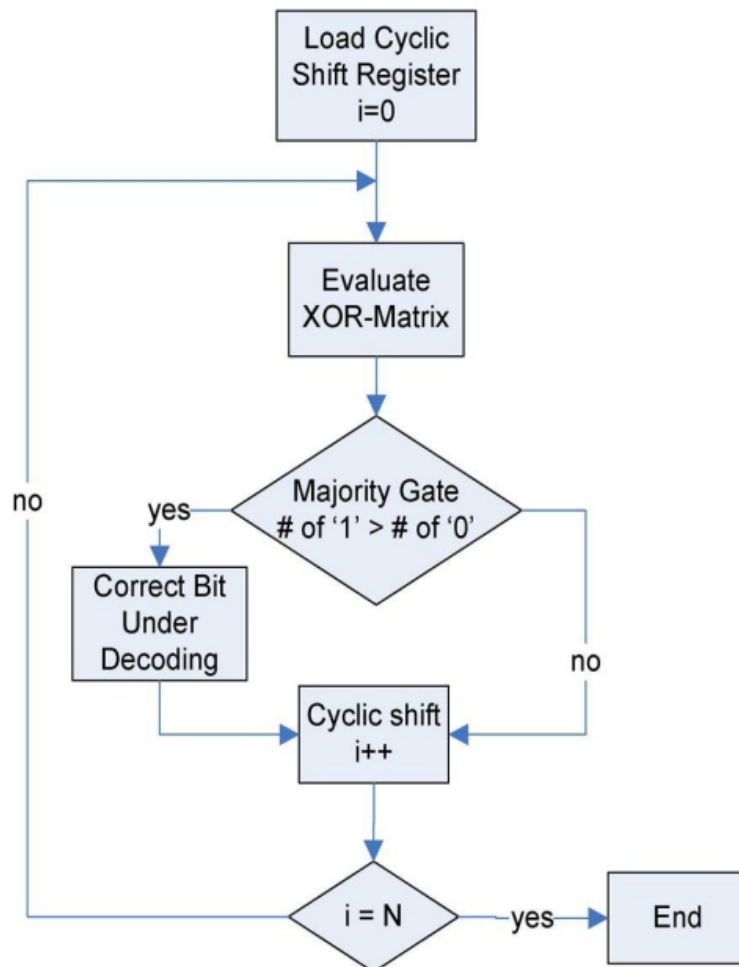 Load Cyclic
Shift Register
i=0
Evaluate
XOR-Matrix
Majority Gate
# of ‘1’ > # of ‘0’
yes
no
Correct Bit
Under
Decoding
no
Cyclic shift
i++
i = N
yes
End